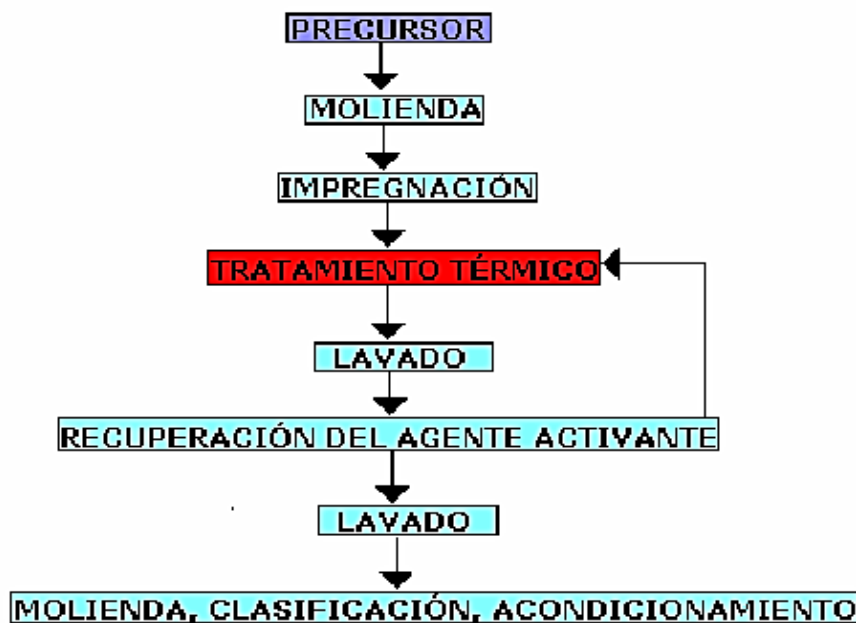 PRECURSOR
MOLIENDA
IMPREGNACIÓN
TRATAMIENTO TÉRMICO
LAVADO
RECUPERACIÓN DEL AGENTE ACTIVANTE
LAVADO
MOLIENDA, CLASIFICACIÓN, ACONDICIONAMIENTO